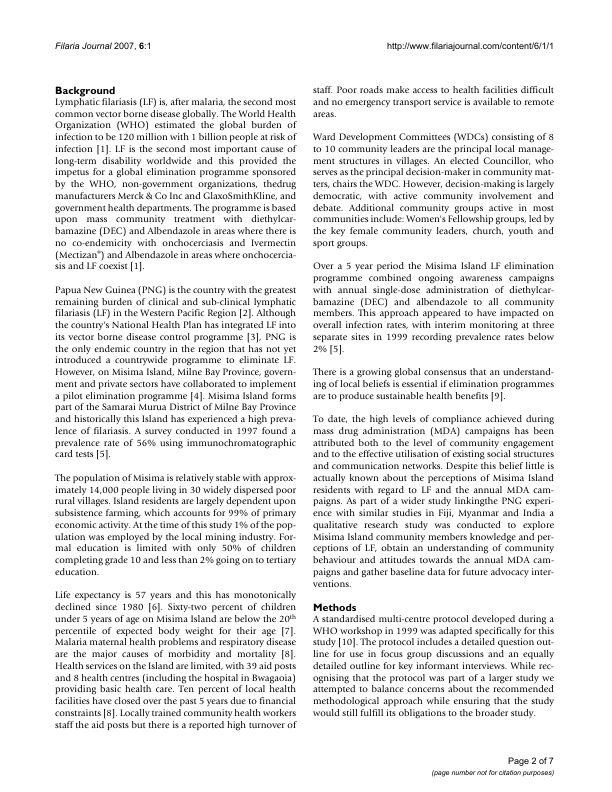 Filaria Journal 2007, 6:1
http://www.filariajournal.com/content/6/1/1
Background
Lymphatic filariasis (LF) is, after malaria, the second most
common vector borne disease globally. The World Health
Organization (WHO) estimated the global burden of
infection to be 120 million with 1 billion people at risk of
infection [1]. LF is the second most important cause of
long-term disability worldwide and this provided the
impetus for a global elimination programme sponsored
by the WHO, non-government organizations, thedrug
manufacturers Merck & Co Inc and GlaxoSmithKline, and
government health departments. The programme is based
upon mass community treatment with diethylcar-
bamazine (DEC) and Albendazole in areas where there is
no co-endemicity with onchocerciasis and Ivermectin
(Mectizan®) and Albendazole in areas where onchocercia-
sis and LF coexist [1].
Papua New Guinea (PNG) is the country with the greatest
remaining burden of clinical and sub-clinical lymphatic
filariasis (LF) in the Western Pacific Region [2]. Although
the country's National Health Plan has integrated LF into
its vector borne disease control programme [3], PNG is
the only endemic country in the region that has not yet
introduced a countrywide programme to eliminate LF.
However, on Misima Island, Milne Bay Province, govern-
ment and private sectors have collaborated to implement
a pilot elimination programme [4]. Misima Island forms
part of the Samarai Murua District of Milne Bay Province
and historically this Island has experienced a high preva-
lence of filariasis. A survey conducted in 1997 found a
prevalence rate of 56% using immunochromatographic
card tests [5].
The population of Misima is relatively stable with approx-
imately 14,000 people living in 30 widely dispersed poor
rural villages. Island residents are largely dependent upon
subsistence farming, which accounts for 99% of primary
economic activity. At the time of this study 1% of the pop-
ulation was employed by the local mining industry. For-
mal education is limited with only 50% of children
completing grade 10 and less than 2% going on to tertiary
education.
Life expectancy is 57 years and this has monotonically
declined since 1980 [6]. Sixty-two percent of children
under 5 years of age on Misima Island are below the 20th
percentile of expected body weight for their age [7].
Malaria maternal health problems and respiratory disease
are the major causes of morbidity and mortality [8].
Health services on the Island are limited, with 39 aid posts
and 8 health centres (including the hospital in Bwagaoia)
providing basic health care. Ten percent of local health
facilities have closed over the past 5 years due to financial
constraints [8]. Locally trained community health workers
staff the aid posts but there is a reported high turnover of
staff. Poor roads make access to health facilities difficult
and no emergency transport service is available to remote
areas.
Ward Development Committees (WDCs) consisting of 8
to 10 community leaders are the principal local manage-
ment structures in villages. An elected Councillor, who
serves as the principal decision-maker in community mat-
ters, chairs the WDC. However, decision-making is largely
democratic, with active community involvement and
debate. Additional community groups active in most
communities include: Women's Fellowship groups, led by
the key female community leaders, church, youth and
sport groups.
Over a 5 year period the Misima Island LF elimination
programme combined ongoing awareness campaigns
with annual single-dose administration of diethylcar-
bamazine (DEC) and albendazole to all community
members. This approach appeared to have impacted on
overall infection rates, with interim monitoring at three
separate sites in 1999 recording prevalence rates below
2% [5].
There is a growing global consensus that an understand-
ing of local beliefs is essential if elimination programmes
are to produce sustainable health benefits [9].
To date, the high levels of compliance achieved during
mass drug administration (MDA) campaigns has been
attributed both to the level of community engagement
and to the effective utilisation of existing social structures
and communication networks. Despite this belief little is
actually known about the perceptions of Misima Island
residents with regard to LF and the annual MDA cam-
paigns. As part of a wider study linkingthe PNG experi-
ence with similar studies in Fiji, Myanmar and India a
qualitative research study was conducted to explore
Misima Island community members knowledge and per-
ceptions of LF, obtain an understanding of community
behaviour and attitudes towards the annual MDA cam-
paigns and gather baseline data for future advocacy inter-
ventions.
Methods
A standardised multi-centre protocol developed during a
WHO workshop in 1999 was adapted specifically for this
study [10]. The protocol includes a detailed question out-
line for use in focus group discussions and an equally
detailed outline for key informant interviews. While rec-
ognising that the protocol was part of a larger study we
attempted to balance concerns about the recommended
methodological approach while ensuring that the study
would still fulfill its obligations to the broader study.
Page 2 of 7
(page number not for citation purposes)